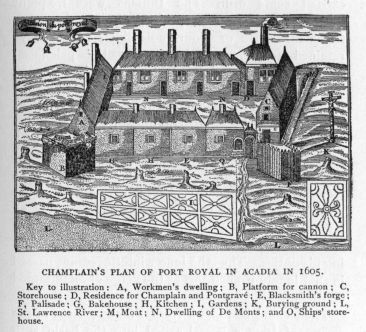 CHAMPLAIN'S PLAN OF PORT ROYAL IN ACADIA IN 1605.
Key to illustration: A, Workmen's dwelling; B, Platform for cannon; C,
Storehouse; D, Residence for Champlain and Pontgravé; E, Blacksmith's forge;
F, Palisade; G, Bakehouse; H, Kitchen; I, Gardens; K, Burying ground; L,
St. Lawrence River; M, Moat; N, Dwelling of De Monts; and O, Ships' store-
house.